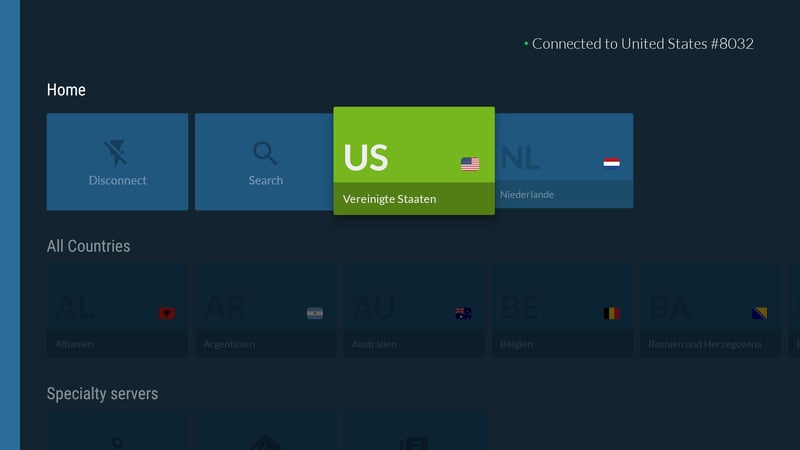 Connected to United States #8032
Home
Disconnect
Search
US
Vereinigte Staaten
NL
Niederlande
All Countries
AL
Albanien
AR
Argentinien
AU
Australien
BE
Belgien
BA
Bosnien und Herzegowina
Specialty servers